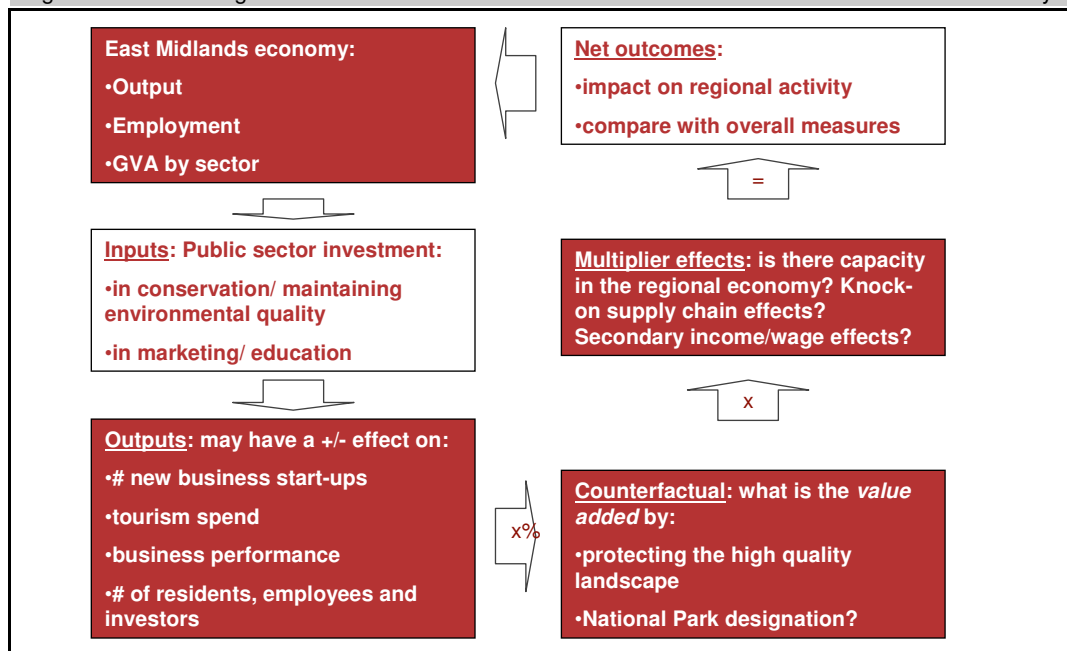 East Midlands economy:
•Output
•Employment
•GVA by sector
Inputs: Public sector investment:
•in conservation/ maintaining
environmental quality
•in marketing/ education
Outputs: may have a +/- effect on:
•# new business start-ups
•tourism spend
•business performance
•# of residents, employees and
investors
x%
Counterfactual: what is the value
added by:
•protecting the high quality
landscape
•National Park designation?
x
Multiplier effects: is there capacity
in the regional economy? Knock-
on supply chain effects?
Secondary income/wage effects?
=
Net outcomes:
•impact on regional activity
•compare with overall measures